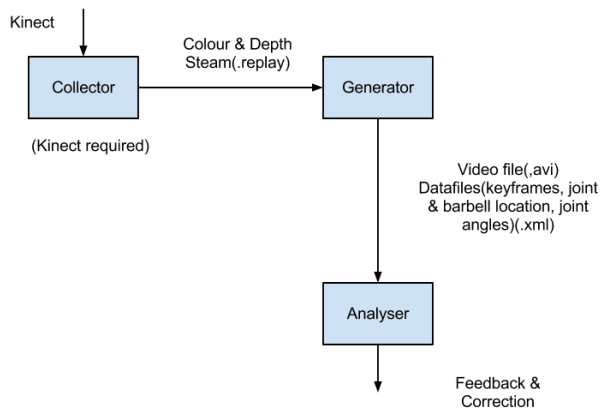 Kinect
Colour & Depth
Steam(.replay)
Collector
Generator
(Kinect required)
Video file(,avi)
Datafiles(keyframes, joint
& barbell location, joint
angles)(.xml)
Analyser
Feedback &
Correction